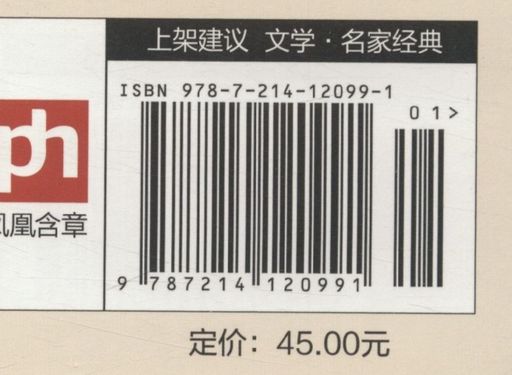 上架建议 文学·名家经典
ISBN 978-7-214-12099-1
01>
ph
凤凰含章
9 787214 120991
定价：45.00元